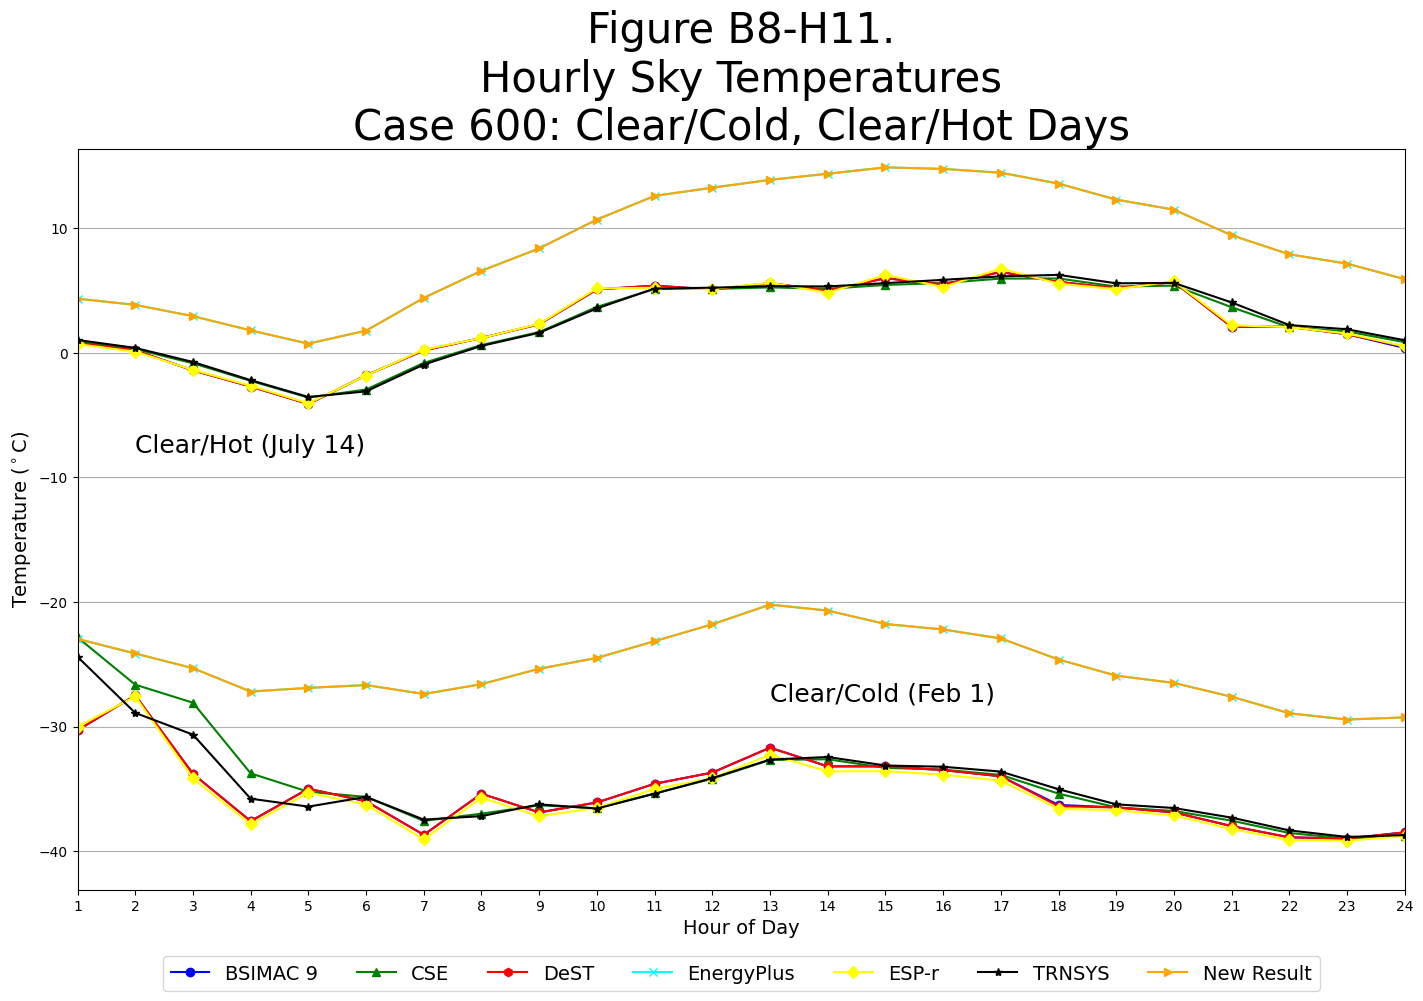 Figure B8-H11.
Hourly Sky Temperatures
Case 600: Clear/Cold, Clear/Hot Days
Temperature (°C)
10
0
−10
−20
−30
−40
Clear/Hot (July 14)
Clear/Cold (Feb 1)
1 2 3 4 5 6 7 8 9 10 11 12 13 14 15 16 17 18 19 20 21 22 23 24
Hour of Day
BSIMAC 9 CSE DeST EnergyPlus ESP-r TRNSYS New Result